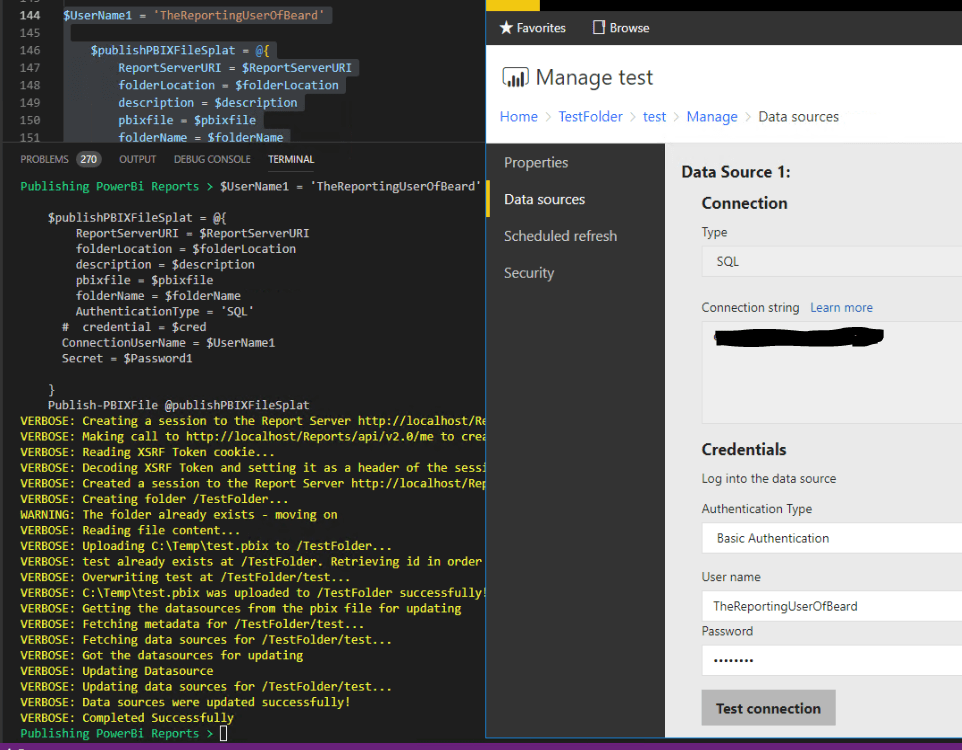 144 $UserName1 = 'TheReportingUserOfBeard'
145
146 $publishPBIXFileSplat = @{
147 ReportServerURI = $ReportServerURI
148 folderLocation = $folderLocation
149 description = $description
150 pbixfile = $pbixfile
151 folderName = $folderName
PROBLEMS 270 OUTPUT DEBUG CONSOLE TERMINAL
Publishing PowerBi Reports > $UserName1 = 'TheReportingUserOfBeard'
$publishPBIXFileSplat = @{
ReportServerURI = $ReportServerURI
folderLocation = $folderLocation
description = $description
pbixfile = $pbixfile
folderName = $folderName
AuthenticationType = 'SQL'
# credential = $cred
ConnectionUserName = $UserName1
Secret = $Password1
}
Publish-PBIXFile @publishPBIXFileSplat
VERBOSE: Creating a session to the Report Server http://localhost/Re
VERBOSE: Making call to http://localhost/Reports/api/v2.0/me to crea
VERBOSE: Reading XSRF Token cookie...
VERBOSE: Decoding XSRF Token and setting it as a header of the sessi
VERBOSE: Created a session to the Report Server http://localhost/Rep
VERBOSE: Creating folder /TestFolder...
WARNING: The folder already exists - moving on
VERBOSE: Reading file content...
VERBOSE: Uploading C:\Temp\test.pbix to /TestFolder...
VERBOSE: test already exists at /TestFolder. Retrieving id in order
VERBOSE: Overwriting test at /TestFolder/test...
VERBOSE: C:\Temp\test.pbix was uploaded to /TestFolder successfully!
VERBOSE: Getting the datasources from the pbix file for updating
VERBOSE: Fetching metadata for /TestFolder/test...
VERBOSE: Fetching data sources for /TestFolder/test...
VERBOSE: Got the datasources for updating
VERBOSE: Updating Datasource
VERBOSE: Updating data sources for /TestFolder/test...
VERBOSE: Data sources were updated successfully!
VERBOSE: Completed Successfully
Publishing PowerBi Reports >
Favorites Browse
Manage test
Home > TestFolder > test > Manage > Data sources
Properties
Data sources
Scheduled refresh
Security
Data Source 1:
Connection
Type
SQL
Connection string Learn more
Credentials
Log into the data source
Authentication Type
Basic Authentication
User name
TheReportingUserOfBeard
Password
••••••••
Test connection